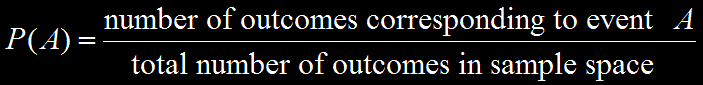 P(A) = number of outcomes corresponding to event A
total number of outcomes in sample space